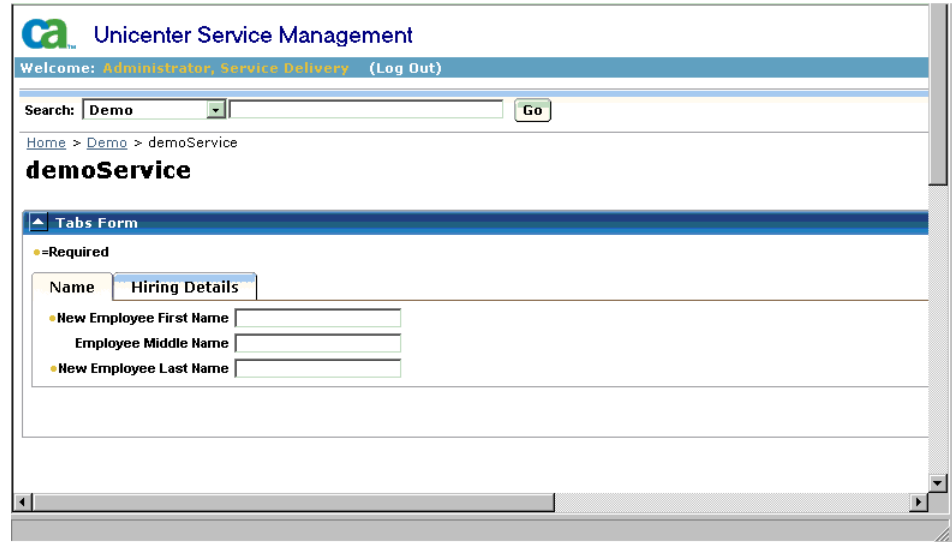 ca Unicenter Service Management
Welcome: Administrator, Service Delivery (Log Out)
Search: Demo Go
Home > Demo > demoService
demoService
Tabs Form
=Required
Name Hiring Details
New Employee First Name
Employee Middle Name
New Employee Last Name